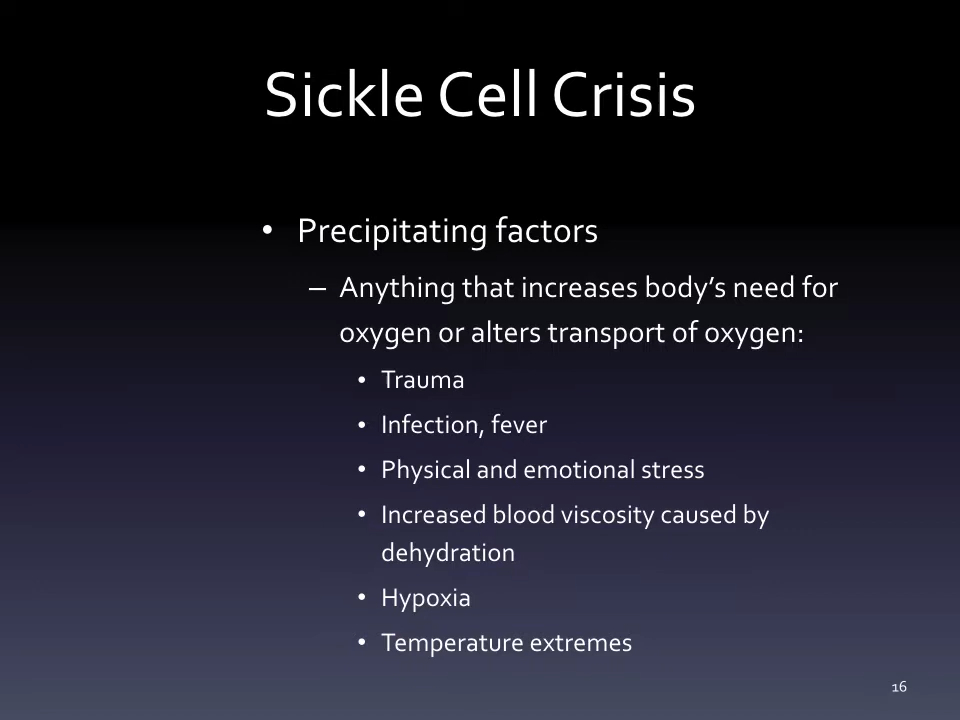 Sickle Cell Crisis
• Precipitating factors
– Anything that increases body’s need for
oxygen or alters transport of oxygen:
• Trauma
• Infection, fever
• Physical and emotional stress
• Increased blood viscosity caused by
dehydration
• Hypoxia
• Temperature extremes
16